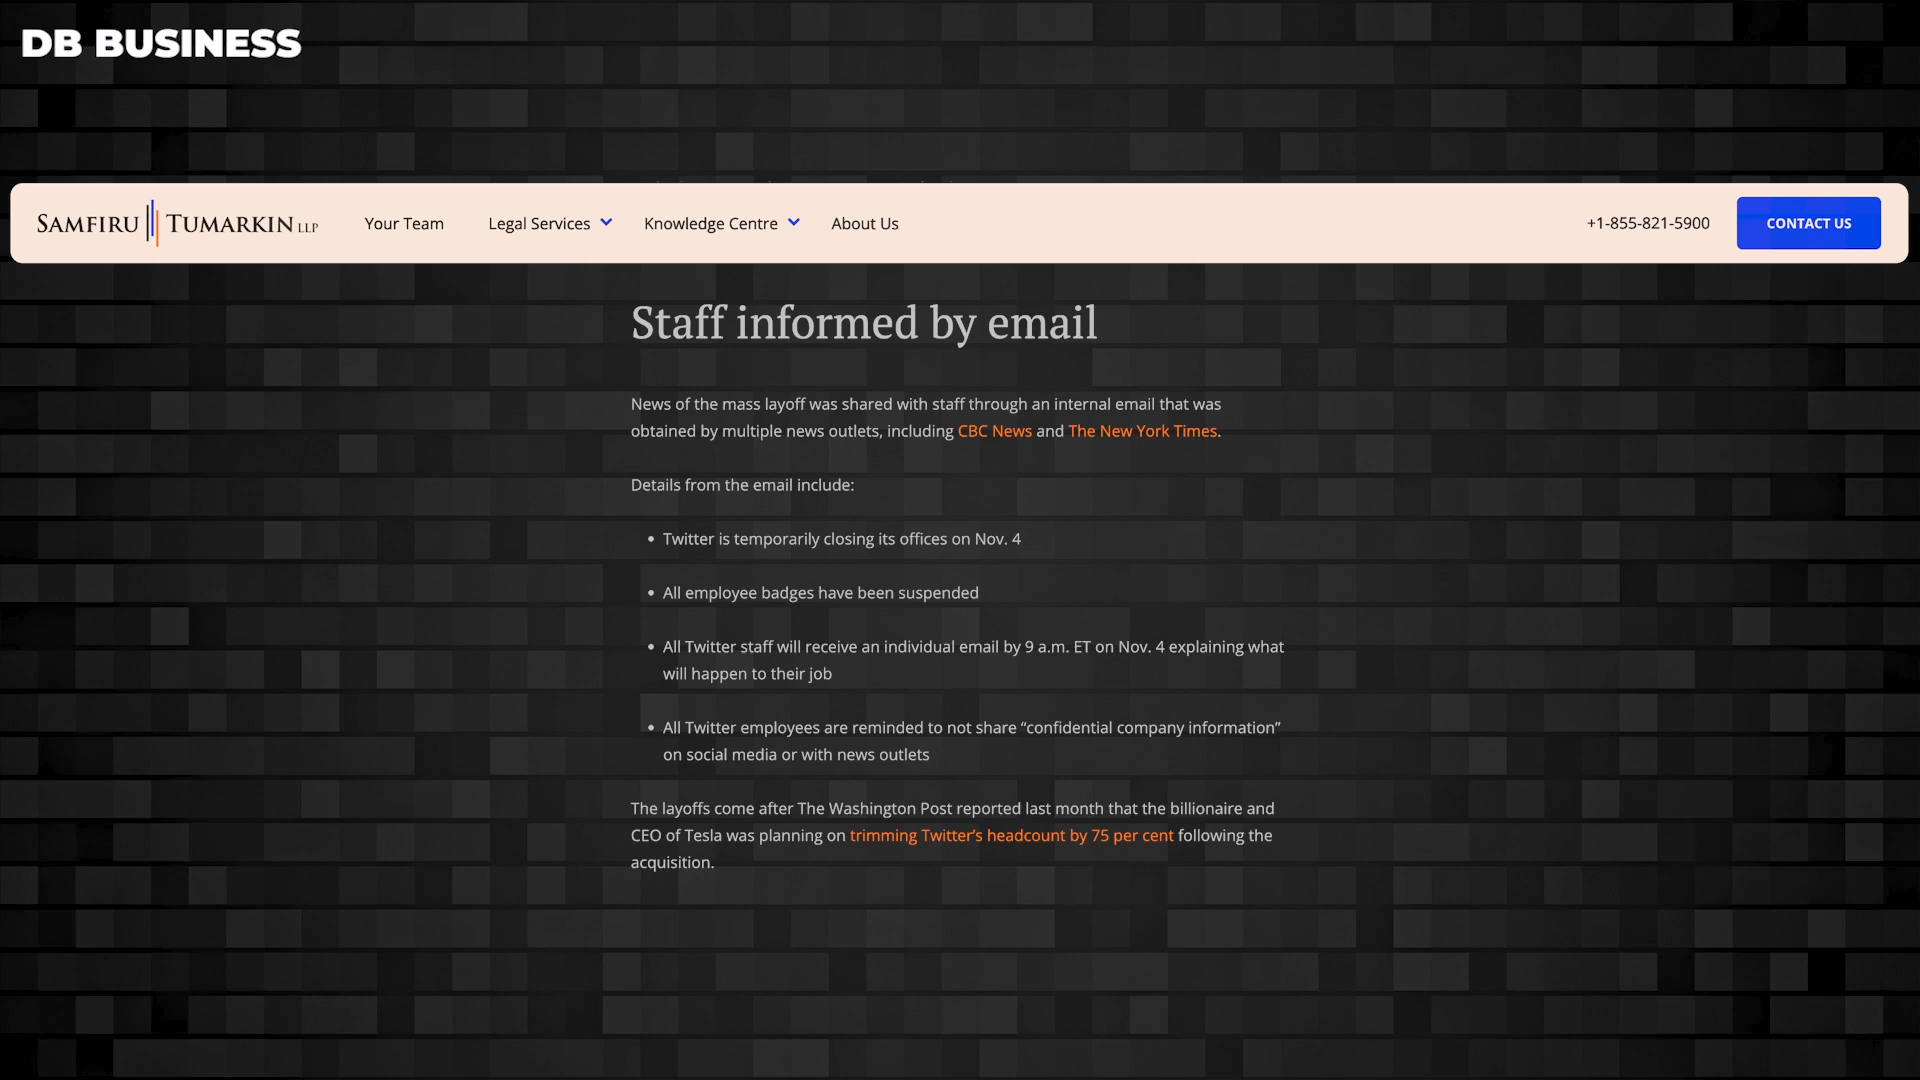 DB BUSINESS
SAMFIRU TUMARKIN LLP
Your Team
Legal Services
Knowledge Centre
About Us
+1-855-821-5900
CONTACT US
Staff informed by email
News of the mass layoff was shared with staff through an internal email that was
obtained by multiple news outlets, including CBC News and The New York Times.
Details from the email include:
• Twitter is temporarily closing its offices on Nov. 4
• All employee badges have been suspended
• All Twitter staff will receive an individual email by 9 a.m. ET on Nov. 4 explaining what
will happen to their job
• All Twitter employees are reminded to not share “confidential company information”
on social media or with news outlets
The layoffs come after The Washington Post reported last month that the billionaire and
CEO of Tesla was planning on trimming Twitter’s headcount by 75 per cent following the
acquisition.